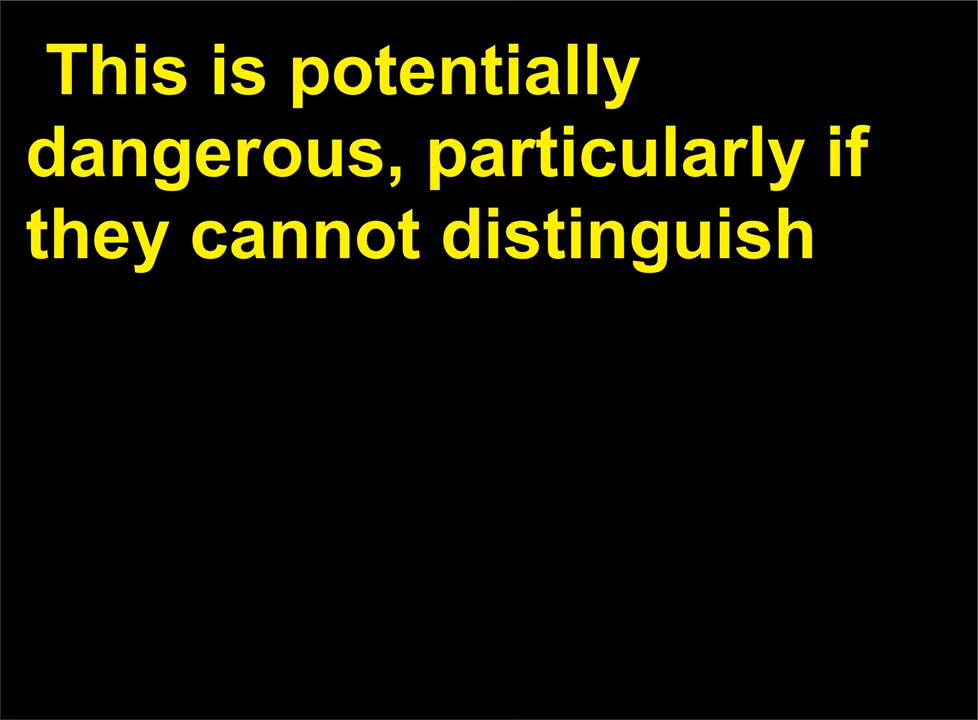 This is potentially
dangerous, particularly if
they cannot distinguish